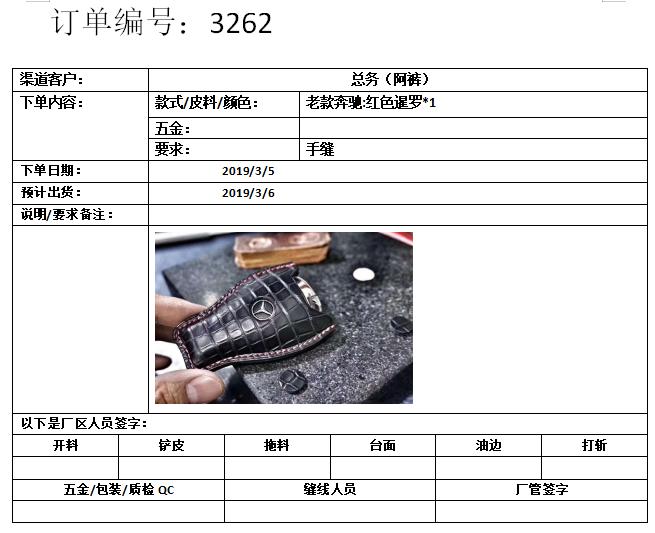 订单编号：3262
渠道客户： 总务（阿裤）
下单内容： 款式/皮料/颜色： 老款奔驰:红色暹罗*1
五金：
要求： 手缝
下单日期： 2019/3/5
预计出货： 2019/3/6
说明/要求备注：
以下是厂区人员签字：
开料 铲皮 拖料 台面 油边 打斩
五金/包装/质检 QC 缝线人员 厂管签字